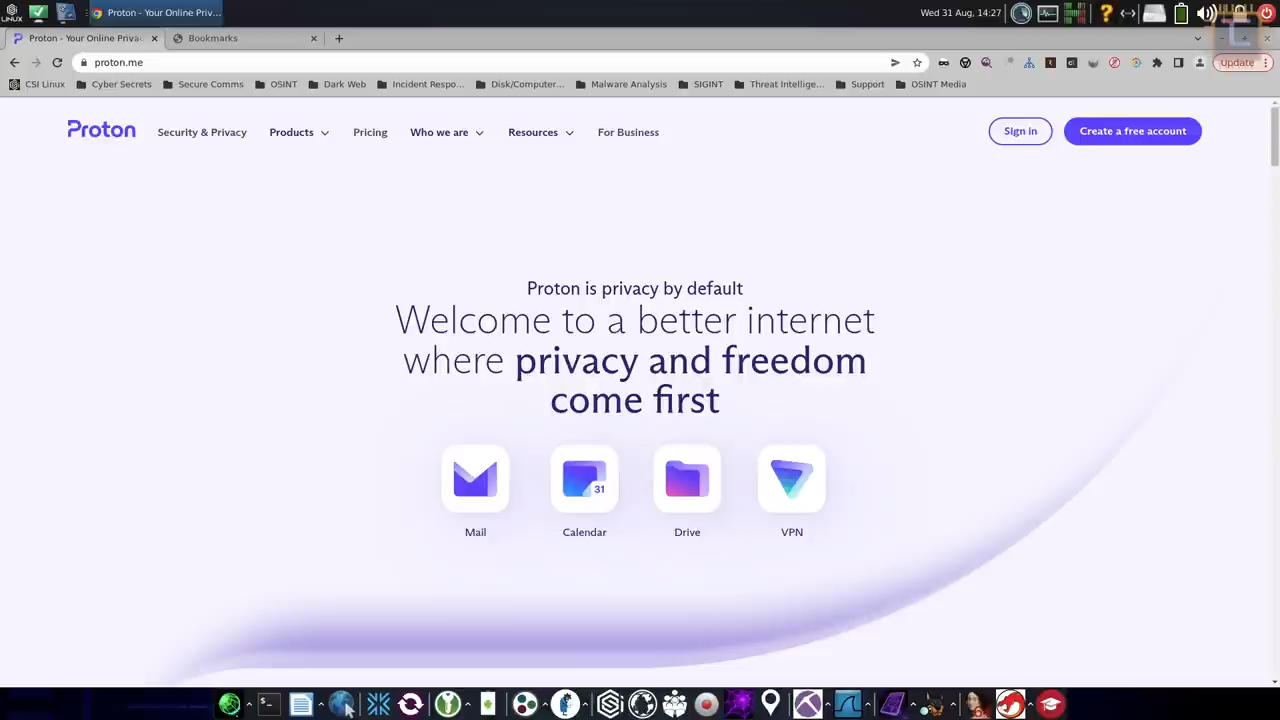 LINUX
Proton - Your Online Priv...
Wed 31 Aug, 14:27
Proton - Your Online Priva
Bookmarks
proton.me
Update
CSI Linux
Cyber Secrets
Secure Comms
OSINT
Dark Web
Incident Respo...
Disk/Computer...
Malware Analysis
SIGINT
Threat Intellige...
Support
OSINT Media
Proton
Security & Privacy
Products
Pricing
Who we are
Resources
For Business
Sign in
Create a free account
Proton is privacy by default
Welcome to a better internet
where privacy and freedom
come first
31
Mail
Calendar
Drive
VPN